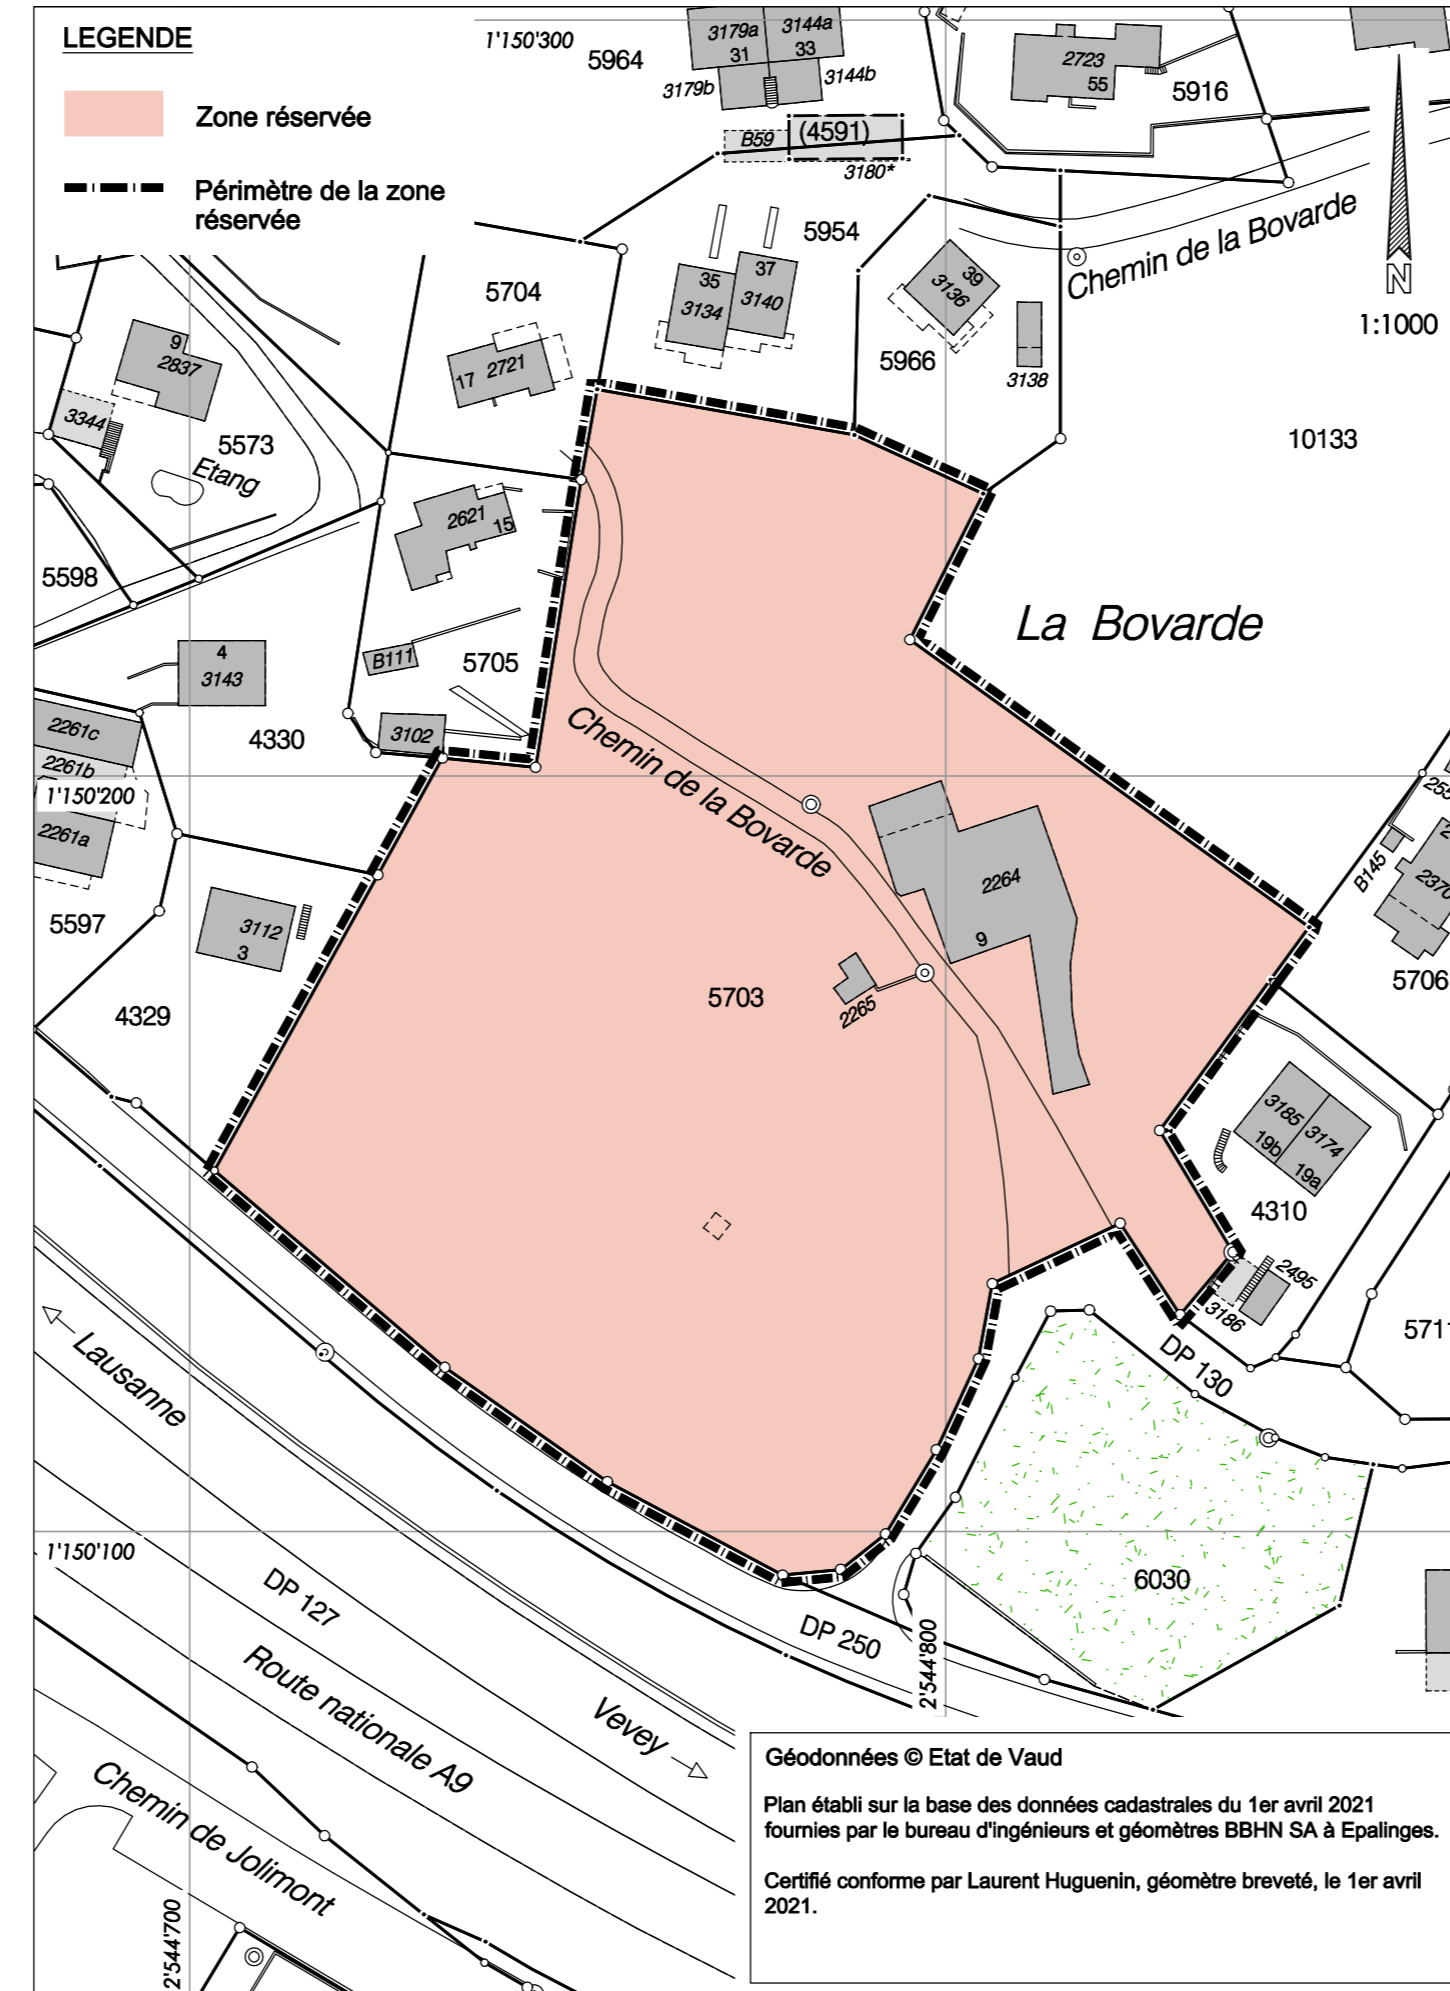 LEGENDE
Zone réservée
Périmètre de la zone
réservée
1'150'300
5964
3179a
31
3144a
33
3179b
3144b
B59
(4591)
3180*
2723
55
5916
Chemin de la Bovarde
N
1:1000
5954
5704
35
3134
37
3140
39
3136
5966
3138
10133
9
2837
3344
5573
Etang
17 2721
2621
15
5598
La Bovarde
4
3143
B111
5705
3102
4330
2261c
2261b
1'150'200
2261a
Chemin de la Bovarde
2264
9
B145
2370
5706
5597
3112
3
4329
5703
2265
3185
19b
3174
19a
4310
2495
3186
DP 130
Lausanne
1'150'100
DP 127
Route nationale A9
DP 250
2'544'800
6030
Vevey
Chemin de Jolimont
2'544'700
Géodonnées © Etat de Vaud
Plan établi sur la base des données cadastrales du 1er avril 2021
fournies par le bureau d'ingénieurs et géomètres BBHN SA à Epalinges.
Certifié conforme par Laurent Huguenin, géomètre breveté, le 1er avril
2021.